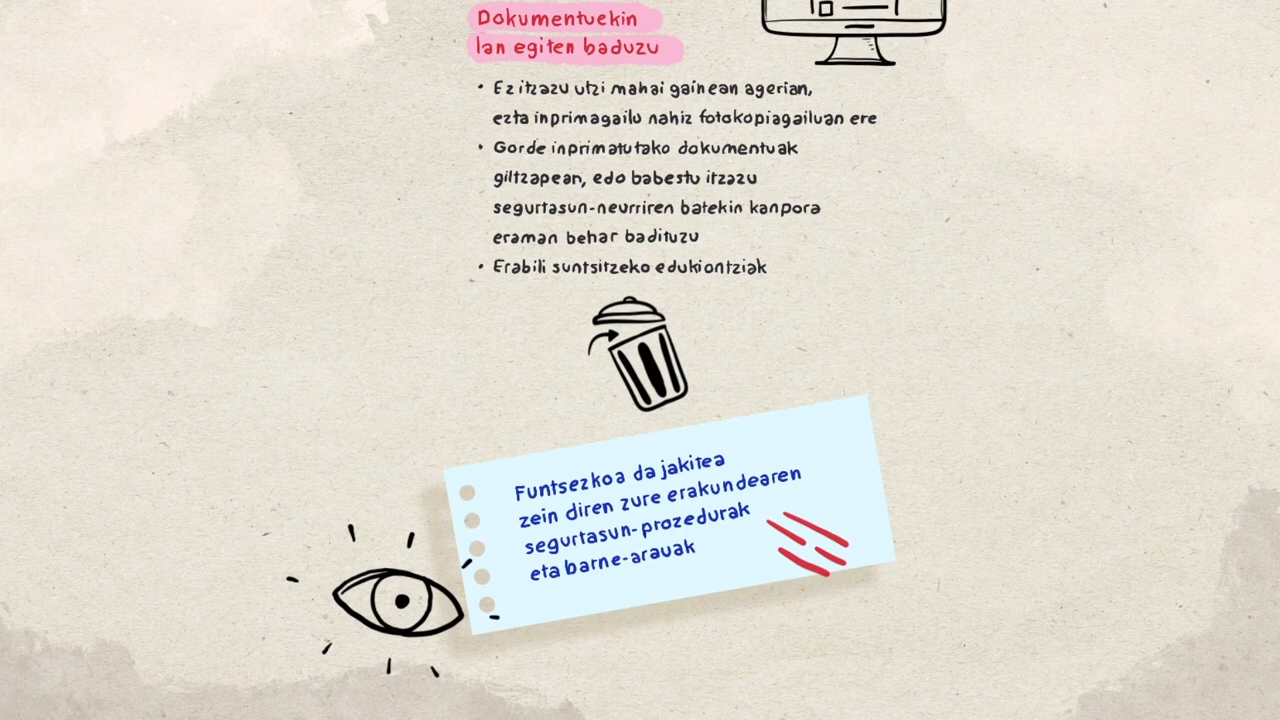 Dokumentuekin
lan egiten baduzu
• Ez itzazu utzi mahai gainean agerian,
ezta inprimagailu nahiz fotokopiagailuan ere
• Gorde inprimatutako dokumentuak
giltzapean, edo babestu itzazu
segurtasun-neurriren batekin kanpora
eraman behar badituzu
• Erabili suntsitzeko edukiontziak
Funtsezkoa da jakitea
zein diren zure erakundearen
segurtasun-prozedurak
eta barne-arauak